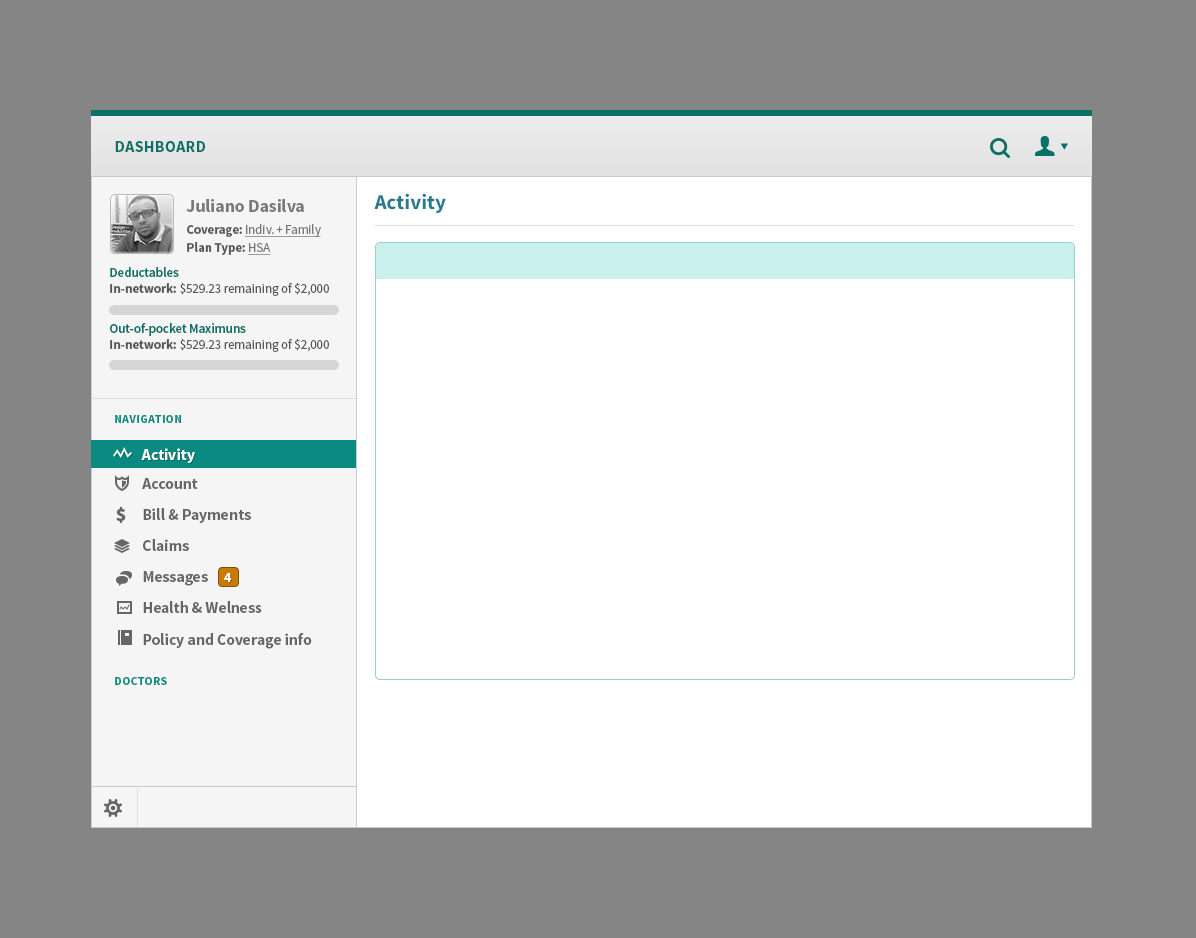 DASHBOARD
Juliano Dasilva
Coverage: Indiv. + Family
Plan Type: HSA
Deductables
In-network: $529.23 remaining of $2,000
Out-of-pocket Maximuns
In-network: $529.23 remaining of $2,000
NAVIGATION
Activity
Account
Bill & Payments
Claims
Messages 4
Health & Welness
Policy and Coverage info
DOCTORS
Activity